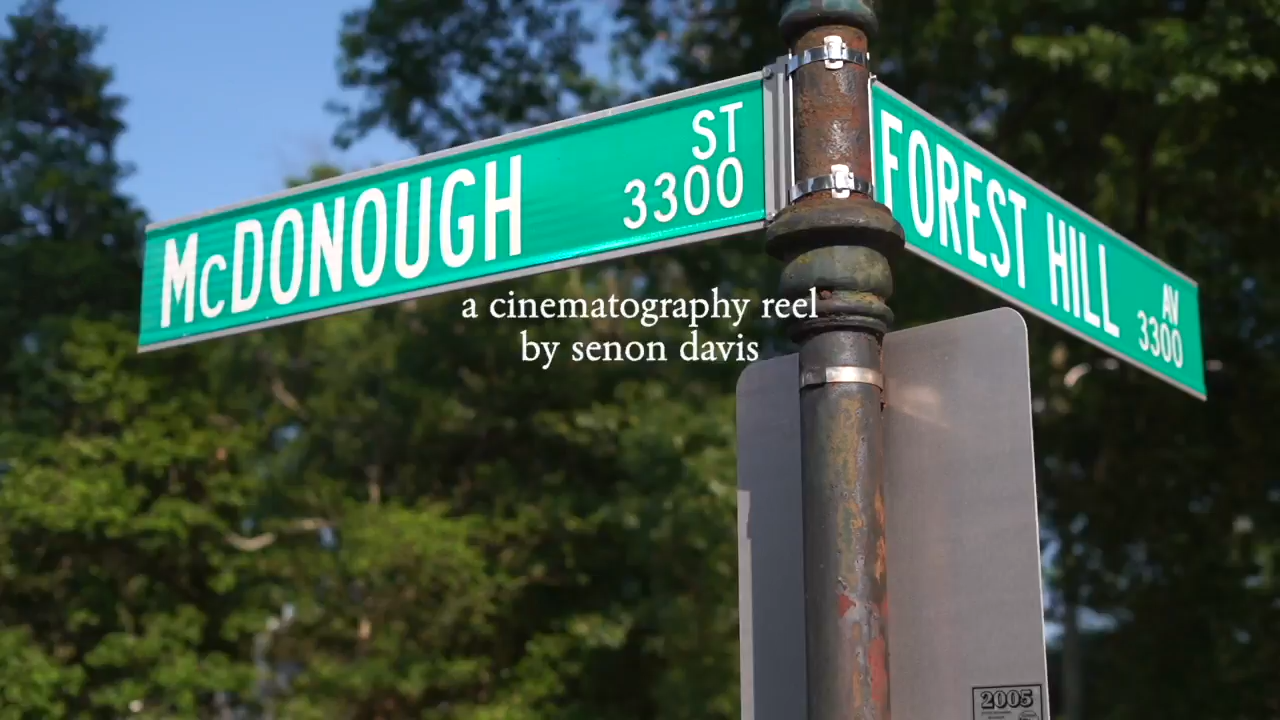 McDONOUGH ST
3300
FOREST HILL AV
3300
a cinematography reel
by senon davis
2005